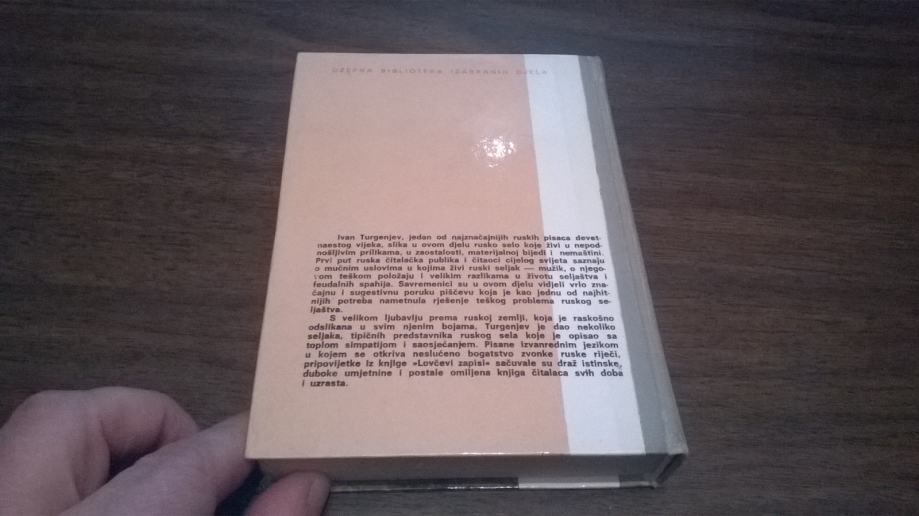 DŽEPNA BIBLIOTEKA IZABRANIH DJELA
Ivan Turgenjev, jedan od najznačajnijih ruskih pisaca devet-
naestog vijeka, slika u ovom djelu rusko selo koje živi u nepod-
nošljivim prilikama, u zaostalosti, materijalnoj bijedi i nemaštini.
Prvi put ruska čitalačka publika i čitaoci cijelog svijeta saznaju
o mučnim uslovima u kojima živi ruski seljak — mužik, o njego-
vom teškom položaju i velikim razlikama u životu seljaštva i
feudalnih spahija. Savremenici su u ovom djelu vidjeli vrlo zna-
čajnu i sugestivnu poruku piščevu koja je kao jednu od najhit-
nijih potreba nametnula rješenje teškog problema ruskog se-
ljaštva.
S velikom ljubavlju prema ruskoj zemlji, koja je raskošno
odslikana u svim njenim bojama, Turgenjev je dao nekoliko
seljaka, tipičnih predstavnika ruskog sela koje je opisao sa
toplom simpatijom i saosjećanjem. Pisane izvanrednim jezikom
u kojem se otkriva neslućeno bogatstvo zvonke ruske riječi,
pripovijetke iz knjige »Lovčevi zapisi« sačuvale su draž istinske,
duboke umjetnine i postale omiljena knjiga čitalaca svih doba
i uzrasta.